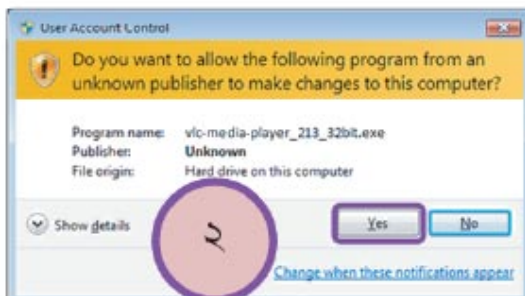 User Account Control
Do you want to allow the following program from an
unknown publisher to make changes to this computer?
Program name: vlc-media-player_213_32bit.exe
Publisher: Unknown
File origin: Hard drive on this computer
Show details
২
Yes
No
Change when these notifications appear